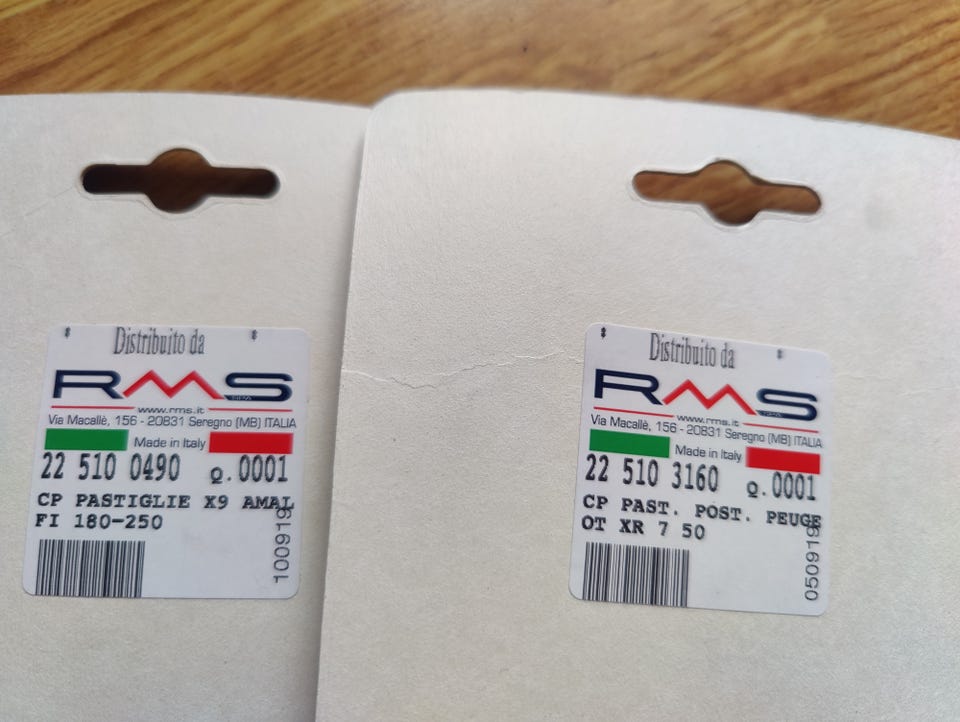 Distribuito da
RMS
SPA
www.rms.it
Via Macallè, 156 - 20831 Seregno (MB) ITALIA
Made in Italy
22 510 0490 Q.0001
CP PASTIGLIE X9 AMAL
FI 180-250
100919
Distribuito da
RMS
SPA
www.rms.it
Via Macallè, 156 - 20831 Seregno (MB) ITALIA
Made in Italy
22 510 3160 Q.0001
CP PAST. POST. PEUGE
OT XR 7 50
050919